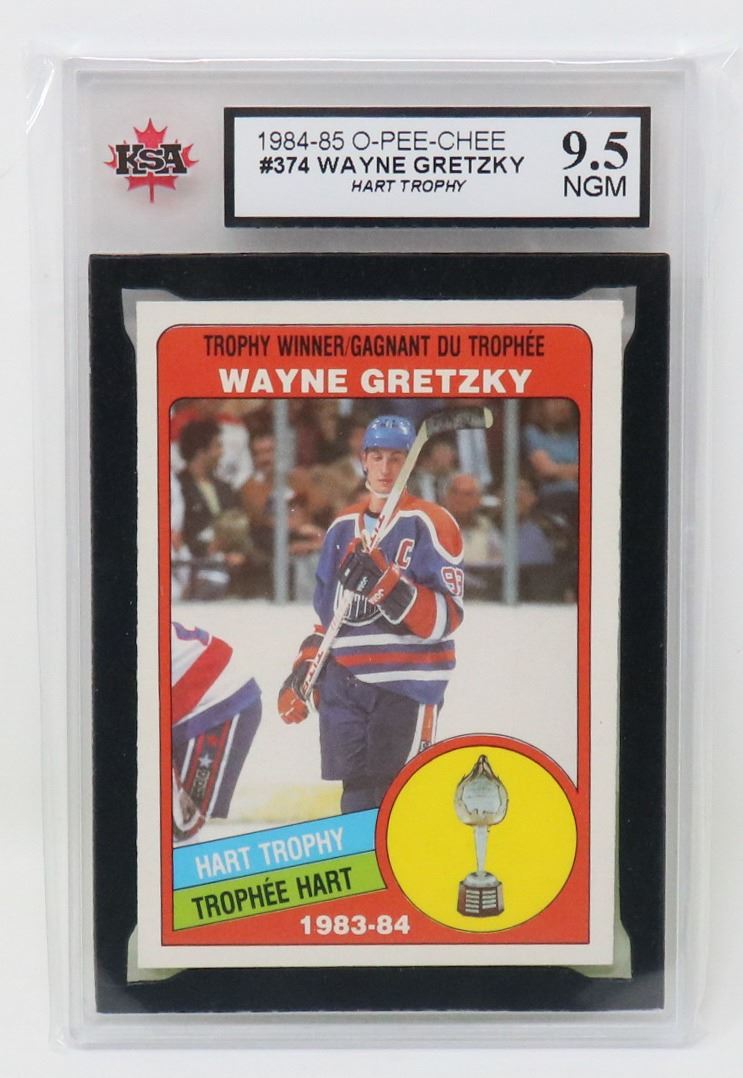 KSA
1984-85 O-PEE-CHEE
#374 WAYNE GRETZKY
HART TROPHY
9.5
NGM
TROPHY WINNER/GAGNANT DU TROPHÉE
WAYNE GRETZKY
C
HART TROPHY
TROPHÉE HART
1983-84